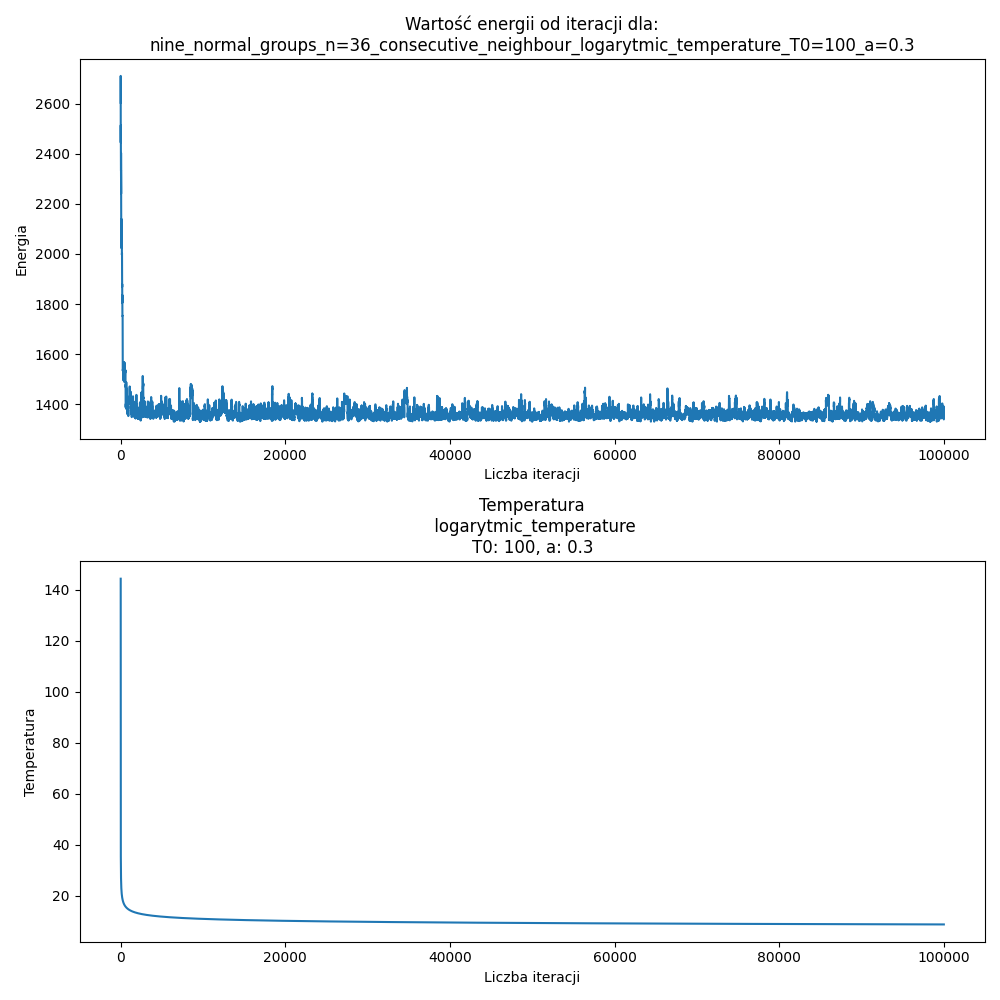 Wartość energii od iteracji dla:
nine_normal_groups_n=36_consecutive_neighbour_logarytmic_temperature_T0=100_a=0.3
2600
2400
2200
2000
1800
1600
1400
Energia
0 20000 40000 60000 80000 100000
Liczba iteracji
Temperatura
logarytmic_temperature
T0: 100, a: 0.3
140
120
100
80
60
40
20
Temperatura
0 20000 40000 60000 80000 100000
Liczba iteracji